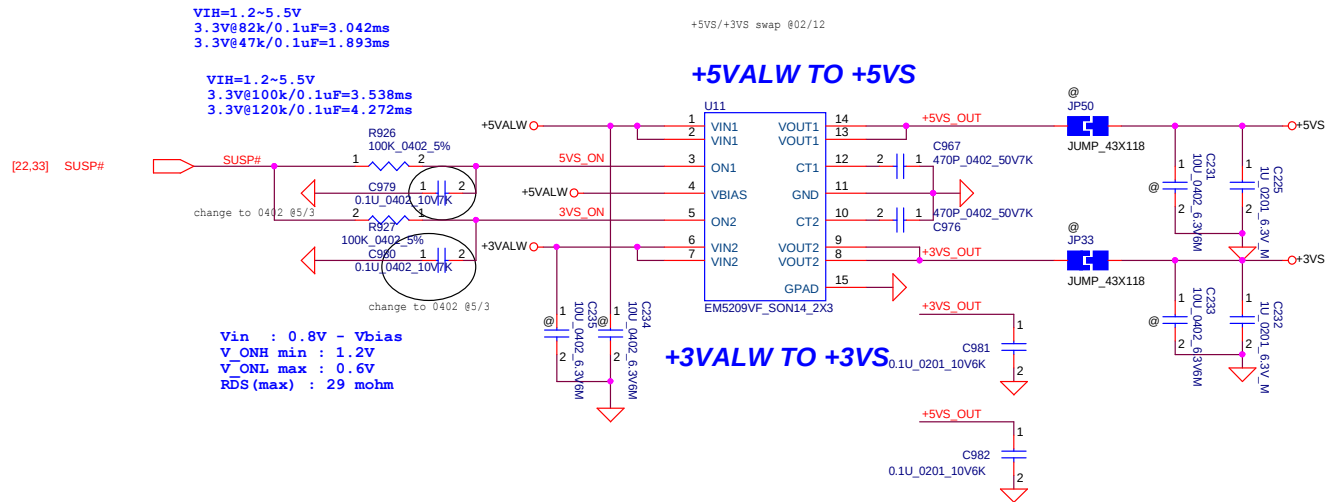 VIH=1.2~5.5V
3.3V@82k/0.1uF=3.042ms
3.3V@47k/0.1uF=1.893ms
+5VS/+3VS swap @02/12
VIH=1.2~5.5V
3.3V@100k/0.1uF=3.538ms
3.3V@120k/0.1uF=4.272ms
+5VALW TO +5VS
U11
+5VALW
1 VIN1 VOUT1 14
2 VIN1 VOUT1 13
+5VS_OUT
@
JP50
JUMP_43X118
+5VS
[22,33] SUSP#
SUSP#
R926
100K_0402_5%
1 2
5VS_ON
3 ON1 CT1 12
2 1
C967
470P_0402_50V7K
C979
1 2
0.1U_0402_10V7K
+5VALW
4 VBIAS GND 11
change to 0402 @5/3
2 1
R927
100K_0402_5%
3VS_ON
5 ON2 CT2 10
2 1
470P_0402_50V7K
C976
C980
1 2
0.1U_0402_10V7K
change to 0402 @5/3
+3VALW
6 VIN2 VOUT2 9
7 VIN2 VOUT2 8
+3VS_OUT
@
JP33
JUMP_43X118
+3VS
GPAD 15
EM5209VF_SON14_2X3
1
@
2
C231
10U_0402_6.3V6M
1
2
C225
1U_0201_6.3V_M
1
@
2
C233
10U_0402_6.3V6M
1
2
C232
1U_0201_6.3V_M
1
@
2
C235
10U_0402_6.3V6M
1
@
2
C234
10U_0402_6.3V6M
Vin : 0.8V - Vbias
V_ONH min : 1.2V
V_ONL max : 0.6V
RDS(max) : 29 mohm
+3VALW TO +3VS
+3VS_OUT
1
C981
0.1U_0201_10V6K
2
+5VS_OUT
1
C982
0.1U_0201_10V6K
2